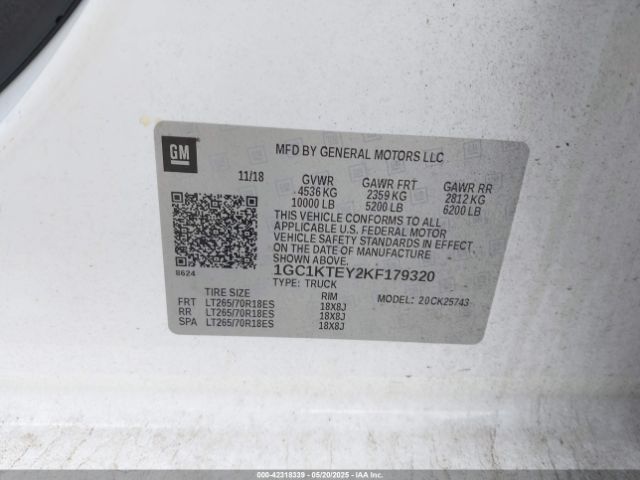 GM
MFD BY GENERAL MOTORS LLC
11/18 GVWR GAWR FRT GAWR RR
4536 KG 2359 KG 2812 KG
10000 LB 5200 LB 6200 LB
THIS VEHICLE CONFORMS TO ALL
APPLICABLE U.S. FEDERAL MOTOR
VEHICLE SAFETY STANDARDS IN EFFECT
ON THE DATE OF MANUFACTURE
SHOWN ABOVE.
1GC1KTEY2KF179320
8624
TYPE: TRUCK
TIRE SIZE RIM MODEL: 20CK25743
FRT LT265/70R18ES 18X8J
RR LT265/70R18ES 18X8J
SPA LT265/70R18ES 18X8J
000-42318339 - 05/20/2025 - IAA Inc.